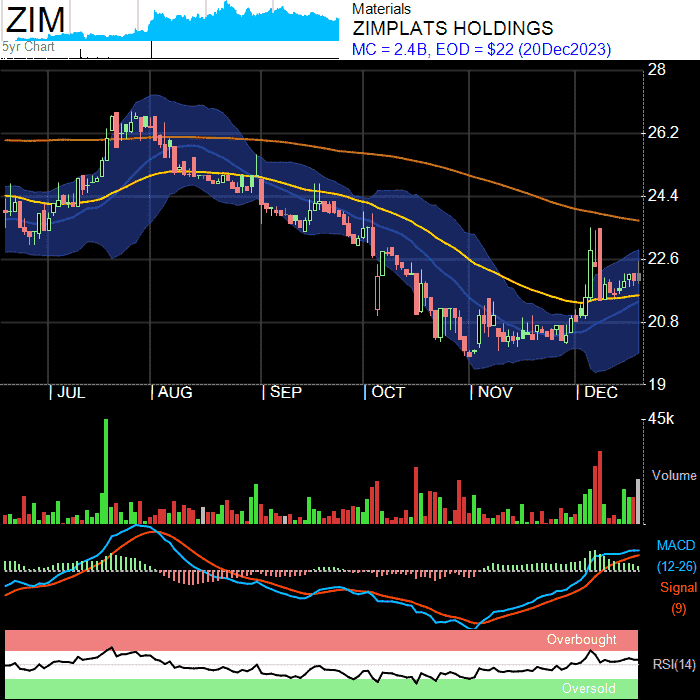 ZIM
5yr Chart
Materials
ZIMPLATS HOLDINGS
MC = 2.4B, EOD = $22 (20Dec2023)
28
26.2
24.4
22.6
20.8
19
JUL AUG SEP OCT NOV DEC
45k
Volume
MACD
(12-26)
Signal
(9)
Overbought
RSI(14)
Oversold